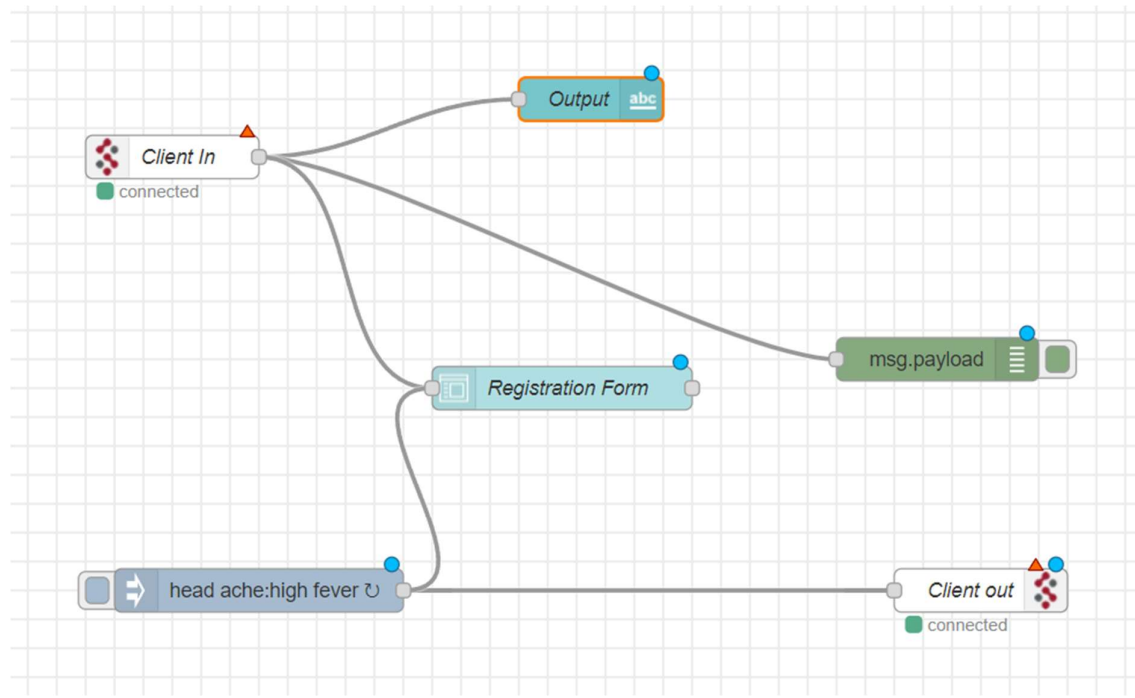 Output
abc
Client In
connected
msg.payload
Registration Form
head ache:high fever ↻
Client out
connected